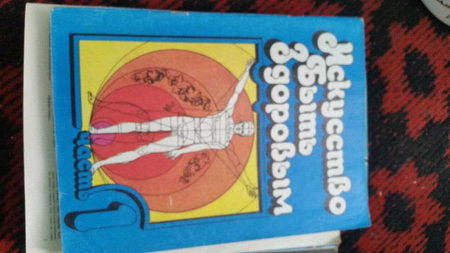 Искусство
Быть
Здоровым
Часть 1